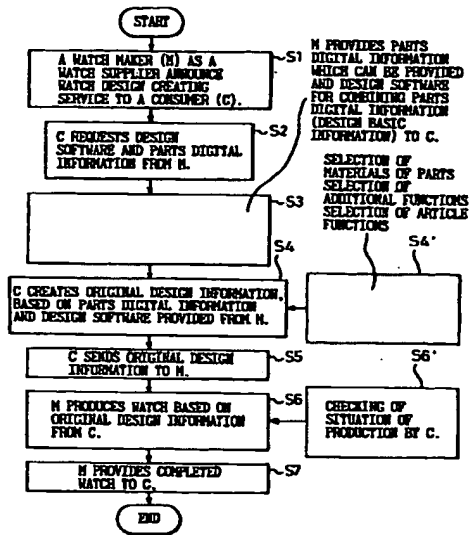 START
S1
A WATCH MAKER (M) AS A
WATCH SUPPLIER ANNOUNCE
WATCH DESIGN CREATING
SERVICE TO A CONSUMER (C).
M PROVIDES PARTS
DIGITAL INFORMATION
WHICH CAN BE PROVIDED
AND DESIGN SOFTWARE
FOR COMBINING PARTS
DIGITAL INFORMATION
(DESIGN BASIC
INFORMATION) TO C.
S2
C REQUESTS DESIGN
SOFTWARE AND PARTS DIGITAL
INFORMATION FROM M.
S3
SELECTION OF
MATERIALS OF PARTS
SELECTION OF
ADDITIONAL FUNCTIONS
SELECTION OF ARTICLE
FUNCTIONS
S4
S4'
C CREATES ORIGINAL DESIGN INFORMATION,
BASED ON PARTS DIGITAL INFORMATION
AND DESIGN SOFTWARE PROVIDED FROM M.
S5
C SENDS ORIGINAL DESIGN
INFORMATION TO M.
S6
S6'
M PRODUCES WATCH BASED ON
ORIGINAL DESIGN INFORMATION
FROM C.
CHECKING OF
SITUATION OF
PRODUCTION BY C.
S7
M PROVIDES COMPLETED
WATCH TO C.
END